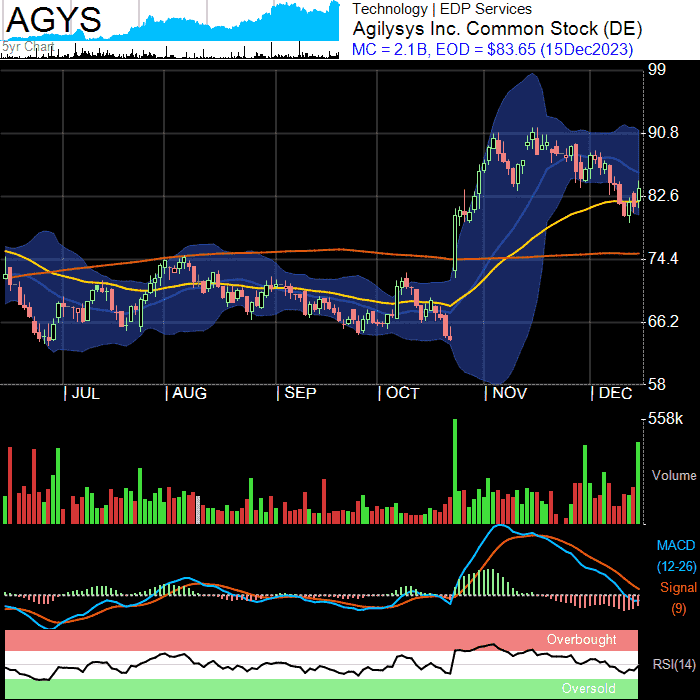 AGYS
5yr Chart
Technology | EDP Services
Agilysys Inc. Common Stock (DE)
MC = 2.1B, EOD = $83.65 (15Dec2023)
99
90.8
82.6
74.4
66.2
58
| JUL | AUG | SEP | OCT | NOV | DEC
558k
Volume
MACD
(12-26)
Signal
(9)
Overbought
RSI(14)
Oversold